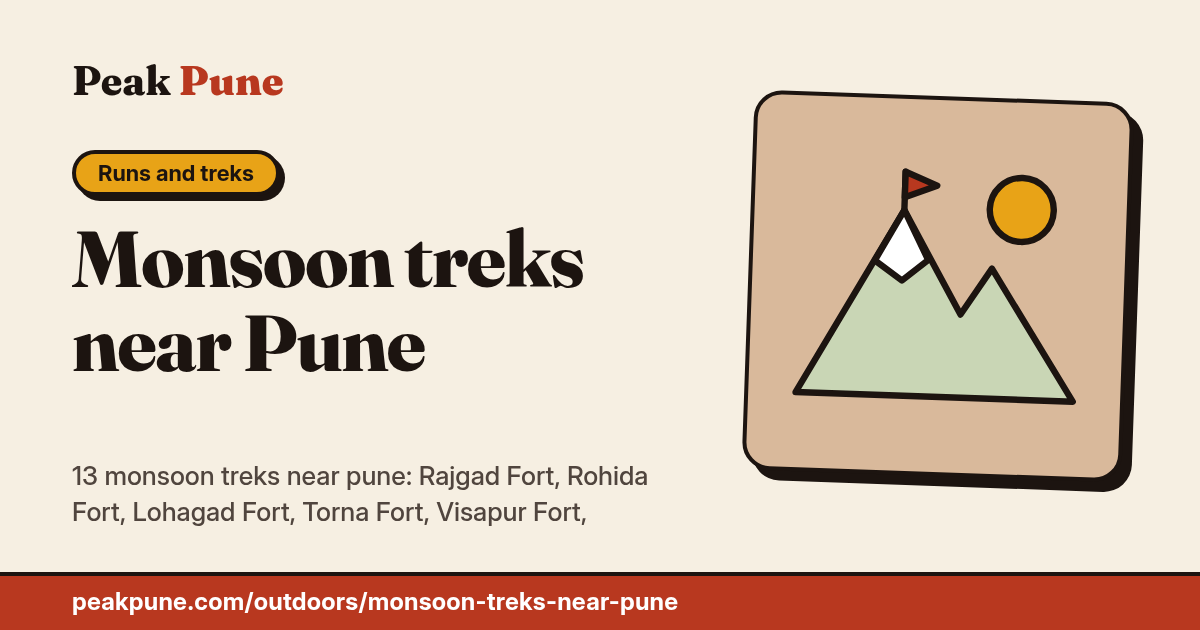 Peak Pune
Runs and treks
Monsoon treks
near Pune
13 monsoon treks near pune: Rajgad Fort, Rohida
Fort, Lohagad Fort, Torna Fort, Visapur Fort,
peakpune.com/outdoors/monsoon-treks-near-pune